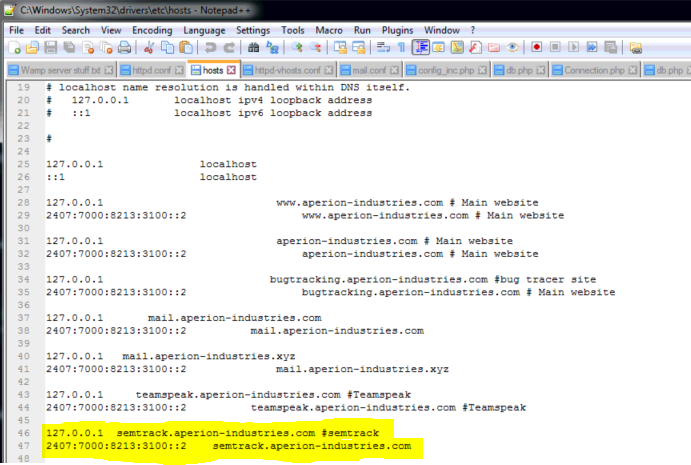 C:\Windows\System32\drivers\etc\hosts - Notepad++
File Edit Search View Encoding Language Settings Tools Macro Run Plugins Window ?
Wamp server stuff.txt httpd.conf hosts httpd-vhosts.conf mail.conf config_inc.php db.php Connection.php db.php
19 # localhost name resolution is handled within DNS itself.
20 # 127.0.0.1 localhost ipv4 loopback address
21 # ::1 localhost ipv6 loopback address
22
23 #
24
25 127.0.0.1 localhost
26 ::1 localhost
27
28 127.0.0.1 www.aperion-industries.com # Main website
29 2407:7000:8213:3100::2 www.aperion-industries.com # Main website
30
31 127.0.0.1 aperion-industries.com # Main website
32 2407:7000:8213:3100::2 aperion-industries.com # Main website
33
34 127.0.0.1 bugtracking.aperion-industries.com #bug tracer site
35 2407:7000:8213:3100::2 bugtracking.aperion-industries.com # Main website
36
37 127.0.0.1 mail.aperion-industries.com
38 2407:7000:8213:3100::2 mail.aperion-industries.com
39
40 127.0.0.1 mail.aperion-industries.xyz
41 2407:7000:8213:3100::2 mail.aperion-industries.xyz
42
43 127.0.0.1 teamspeak.aperion-industries.com #Teamspeak
44 2407:7000:8213:3100::2 teamspeak.aperion-industries.com #Teamspeak
45
46 127.0.0.1 semtrack.aperion-industries.com #semtrack
47 2407:7000:8213:3100::2 semtrack.aperion-industries.com
48